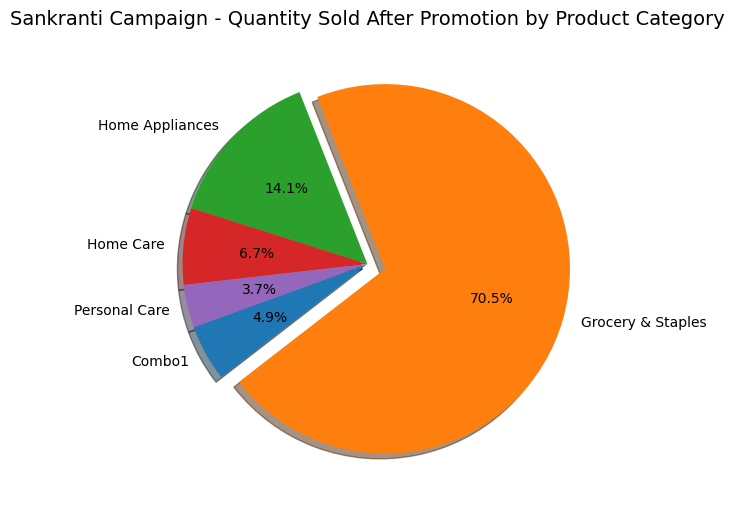 Sankranti Campaign - Quantity Sold After Promotion by Product Category
Home Appliances
14.1%
Home Care
6.7%
Personal Care
3.7%
Combo1
4.9%
70.5%
Grocery & Staples